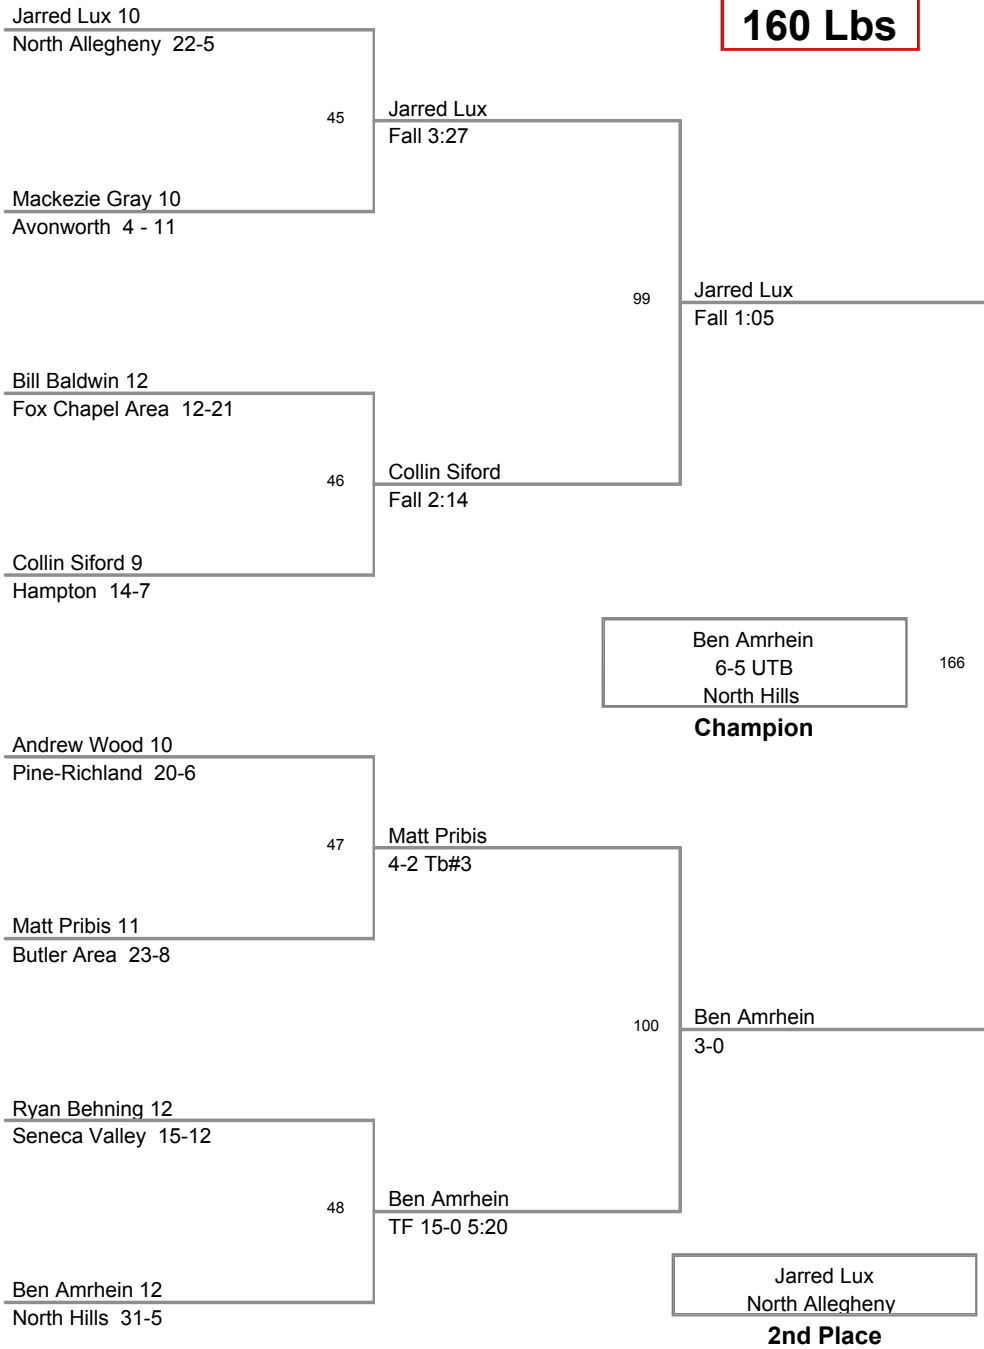 160 Lbs
Jarred Lux 10
North Allegheny 22-5
45
Jarred Lux
Fall 3:27
Mackezie Gray 10
Avonworth 4 - 11
99
Jarred Lux
Fall 1:05
Bill Baldwin 12
Fox Chapel Area 12-21
46
Collin Siford
Fall 2:14
Collin Siford 9
Hampton 14-7
Ben Amrhein
6-5 UTB
North Hills
166
Champion
Andrew Wood 10
Pine-Richland 20-6
47
Matt Pribis
4-2 Tb#3
Matt Pribis 11
Butler Area 23-8
100
Ben Amrhein
3-0
Ryan Behning 12
Seneca Valley 15-12
48
Ben Amrhein
TF 15-0 5:20
Ben Amrhein 12
North Hills 31-5
Jarred Lux
North Allegheny
2nd Place